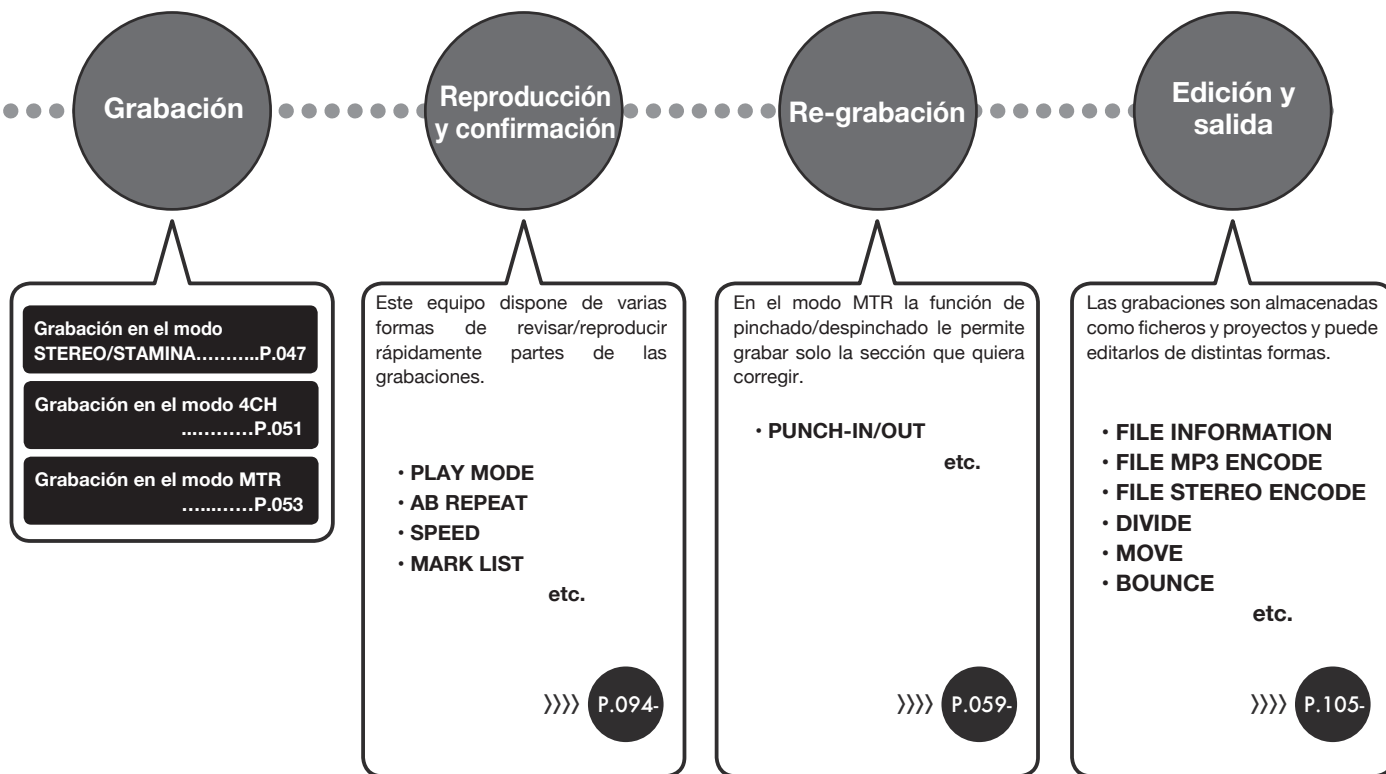 Grabación
Reproducción
y confirmación
Re-grabación
Edición y
salida
Grabación en el modo
STEREO/STAMINA...........P.047
Grabación en el modo 4CH
............P.051
Grabación en el modo MTR
............P.053
Este equipo dispone de varias
formas de revisar/reproducir
rápidamente partes de las
grabaciones.
・PLAY MODE
・AB REPEAT
・SPEED
・MARK LIST
etc.
》》 P.094-
En el modo MTR la función de
pinchado/despinchado le permite
grabar solo la sección que quiera
corregir.
・PUNCH-IN/OUT
etc.
》》 P.059-
Las grabaciones son almacenadas
como ficheros y proyectos y puede
editarlos de distintas formas.
・FILE INFORMATION
・FILE MP3 ENCODE
・FILE STEREO ENCODE
・DIVIDE
・MOVE
・BOUNCE
etc.
》》 P.105-